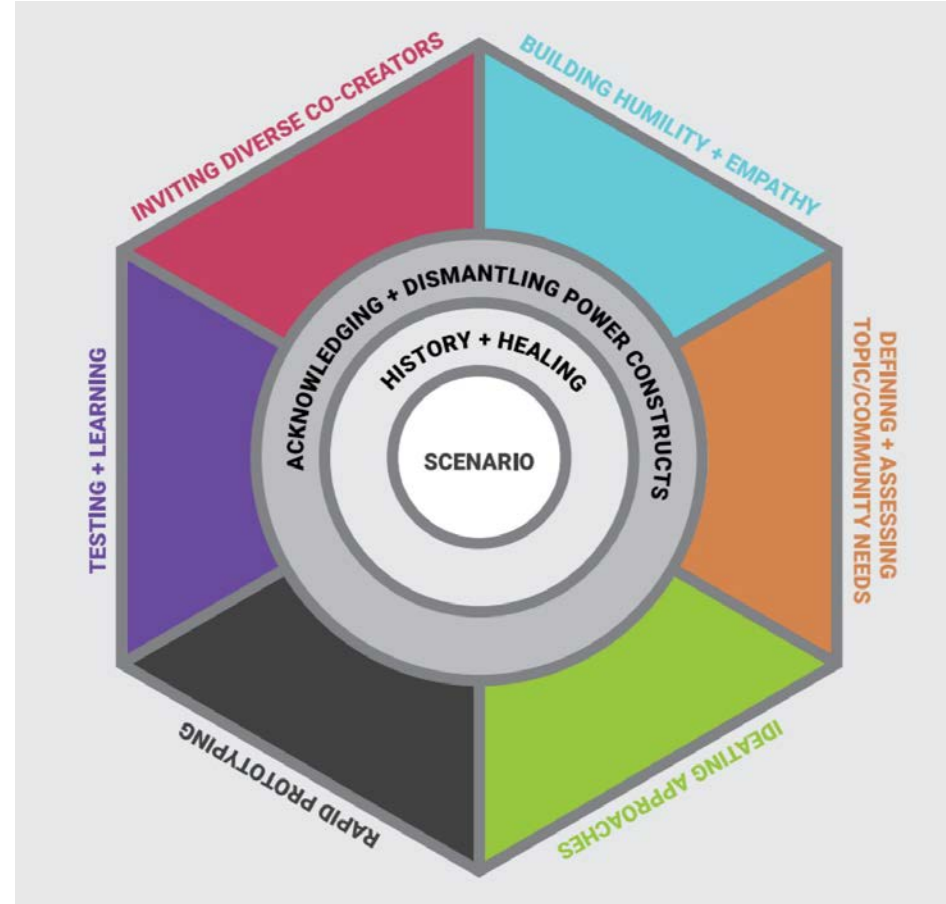 INVITING DIVERSE CO-CREATORS
BUILDING HUMILITY + EMPATHY
DEFINING + ASSESSING
TOPIC/COMMUNITY NEEDS
IDEATING APPROACHES
RAPID PROTOTYPING
TESTING + LEARNING
ACKNOWLEDGING + DISMANTLING POWER CONSTRUCTS
HISTORY + HEALING
SCENARIO